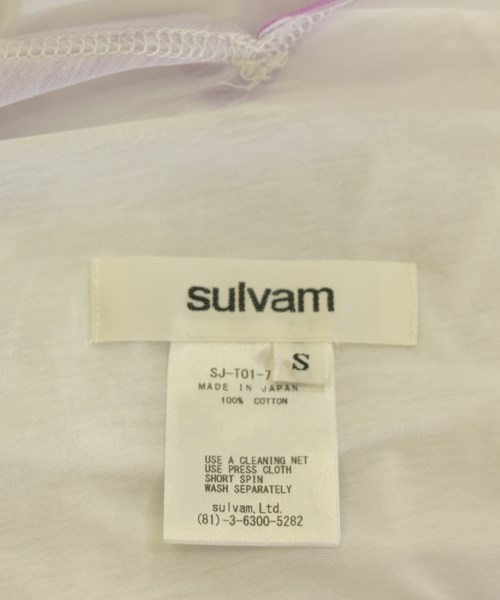 sulvam
S
SJ-T01-7
MADE IN JAPAN
100% COTTON
USE A CLEANING NET
USE PRESS CLOTH
SHORT SPIN
WASH SEPARATELY
sulvam, Ltd.
(81)-3-6300-5282